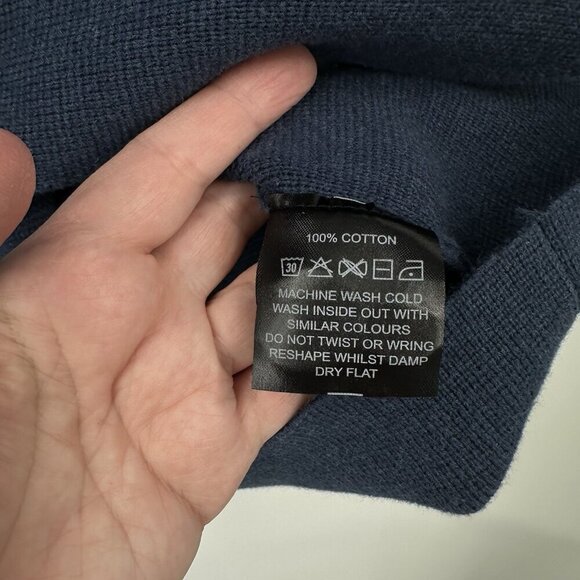 100% COTTON
30
MACHINE WASH COLD
WASH INSIDE OUT WITH
SIMILAR COLOURS
DO NOT TWIST OR WRING
RESHAPE WHILST DAMP
DRY FLAT